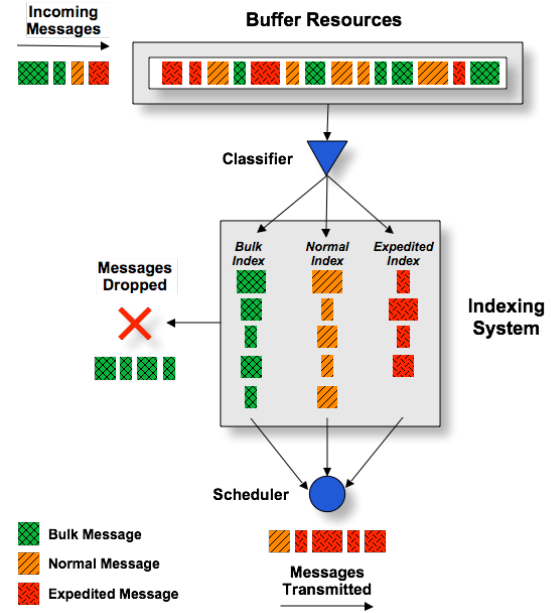 Incoming
Messages
Buffer Resources
Classifier
Bulk
Index
Normal
Index
Expedited
Index
Messages
Dropped
Indexing
System
Scheduler
Bulk Message
Normal Message
Expedited Message
Messages
Transmitted